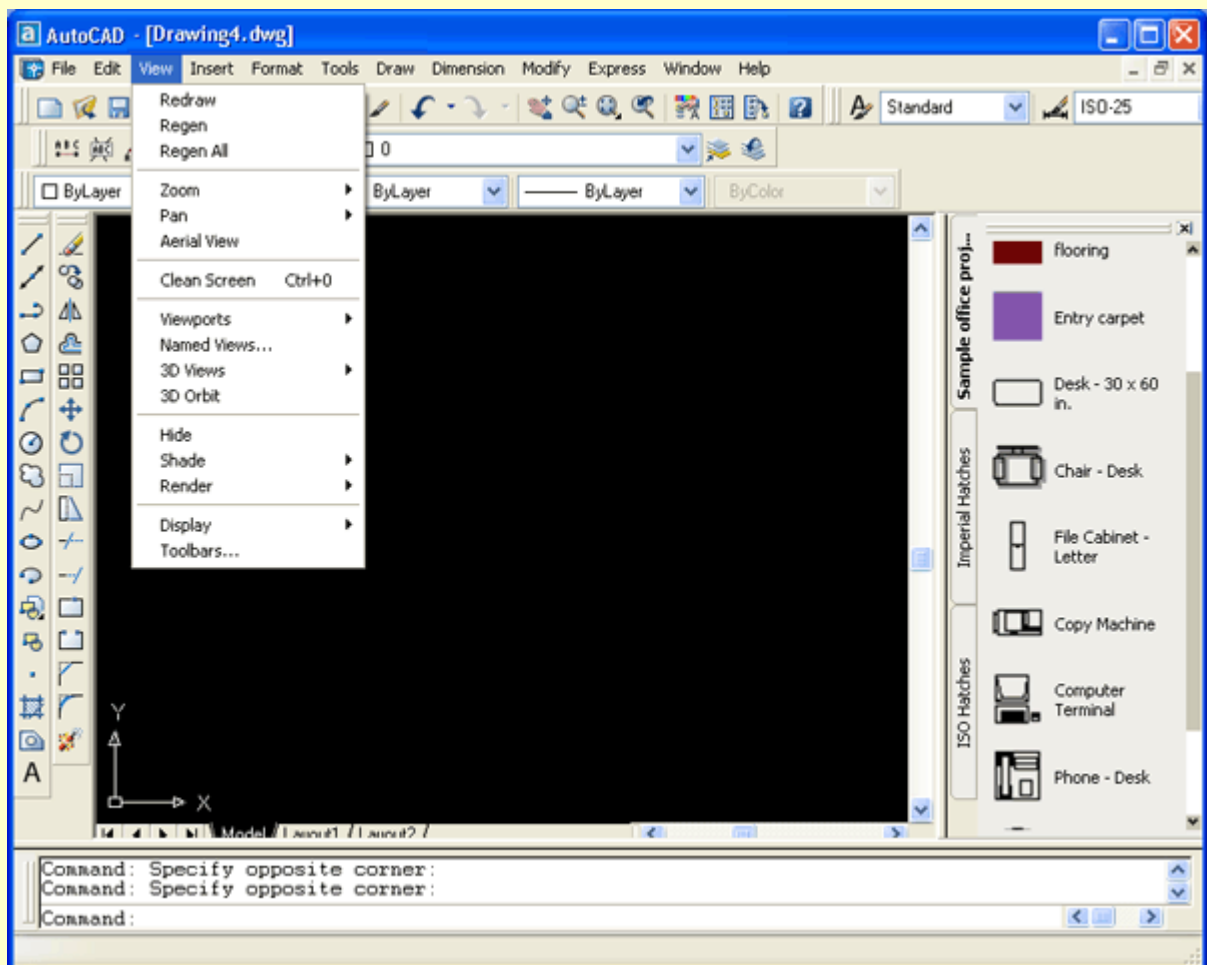 AutoCAD - [Drawing4.dwg]
File Edit View Insert Format Tools Draw Dimension Modify Express Window Help
Standard ISO-25
0
ByLayer ByLayer ByLayer ByColor
Redraw
Regen
Regen All
Zoom
Pan
Aerial View
Clean Screen Ctrl+0
Viewports
Named Views...
3D Views
3D Orbit
Hide
Shade
Render
Display
Toolbars...
A
Y
X
Model Layout1 Layout2
Sample office proj...
Imperial Hatches
ISO Hatches
flooring
Entry carpet
Desk - 30 x 60
in.
Chair - Desk
File Cabinet -
Letter
Copy Machine
Computer
Terminal
Phone - Desk
Command: Specify opposite corner:
Command: Specify opposite corner:
Command: